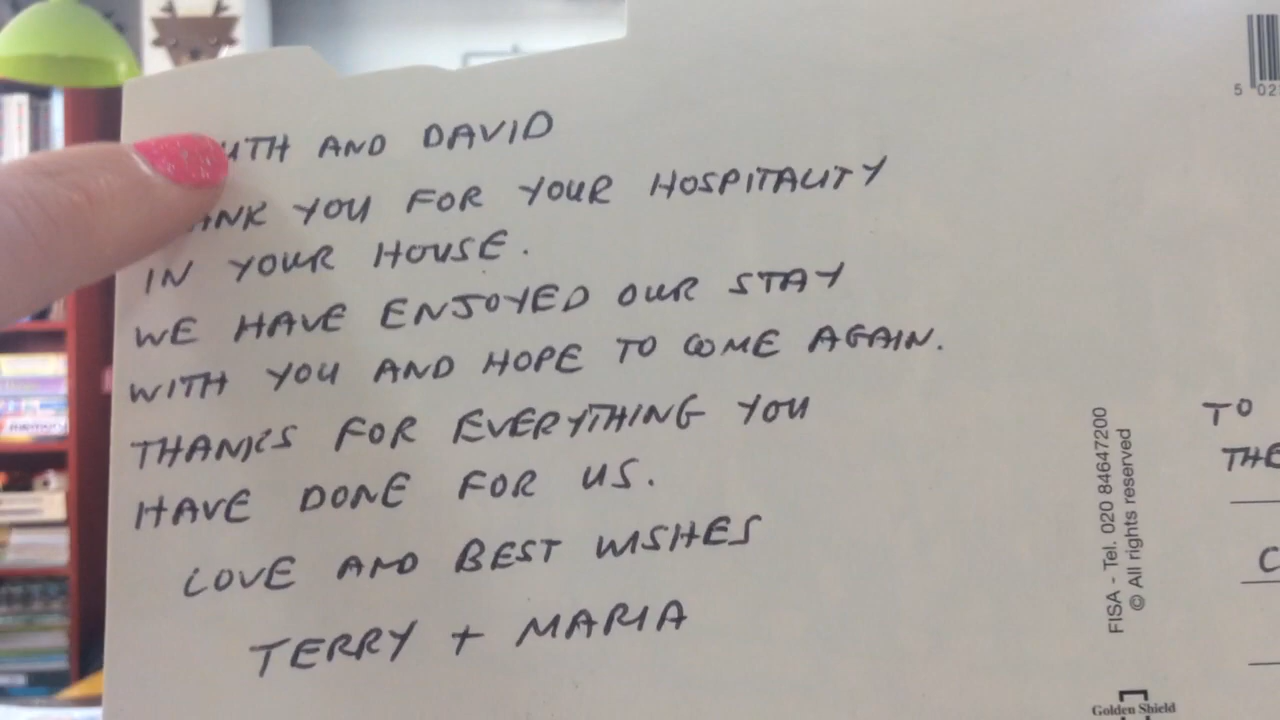 AND DAVID
YOU FOR YOUR HOSPITALITY
IN YOUR HOUSE.
WE HAVE ENJOYED OUR STAY
WITH YOU AND HOPE TO COME AGAIN.
THANKS FOR EVERYTHING YOU
HAVE DONE FOR US.
LOVE AND BEST WISHES
TERRY + MARIA
FISA - Tel. 020 84647200
© All rights reserved
Golden Shield
5 02
TO
THE
C